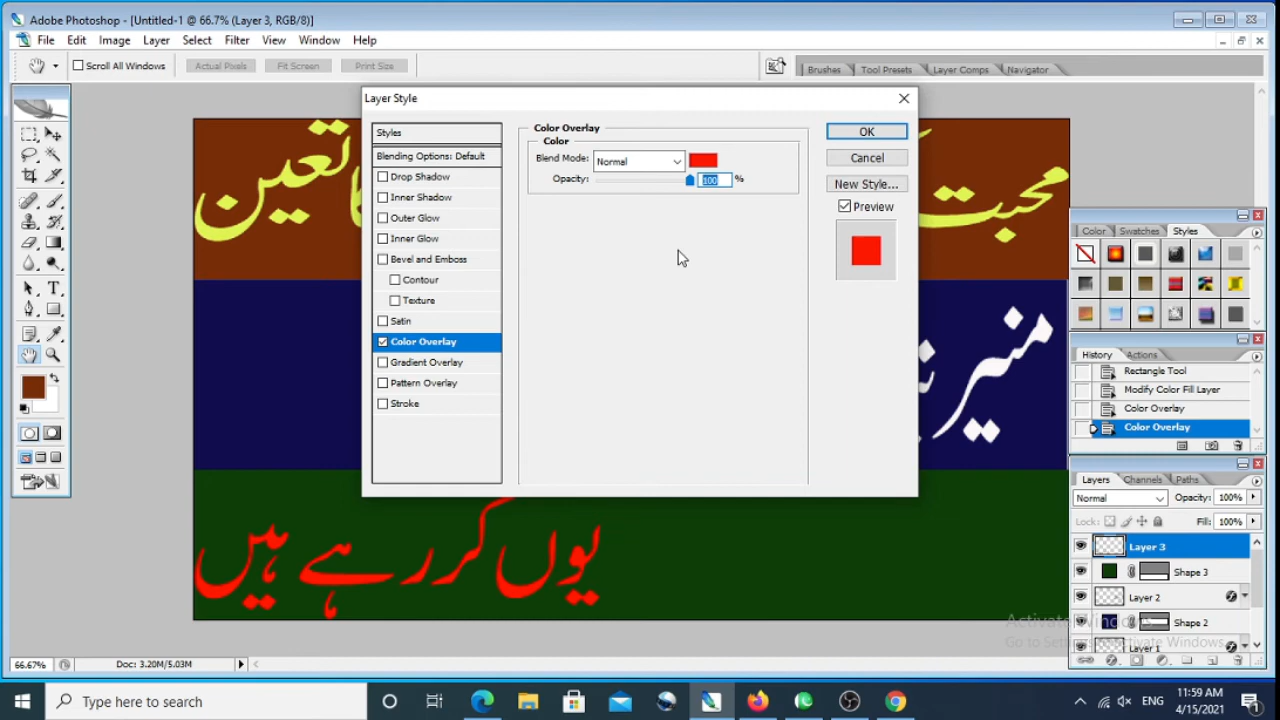 Adobe Photoshop - [Untitled-1 @ 66.7% (Layer 3, RGB/8)]
File Edit Image Layer Select Filter View Window Help
Scroll All Windows Actual Pixels Fit Screen Print Size
Brushes Tool Presets Layer Comps Navigator
Layer Style
Styles
Blending Options: Default
Drop Shadow
Inner Shadow
Outer Glow
Inner Glow
Bevel and Emboss
Contour
Texture
Satin
Color Overlay
Gradient Overlay
Pattern Overlay
Stroke
Color Overlay
Color
Blend Mode: Normal
Opacity: 100 %
OK
Cancel
New Style...
Preview
محبت
تعین
منیر
یوں کر رہے ہیں
Color Swatches Styles
History Actions
Rectangle Tool
Modify Color Fill Layer
Color Overlay
Color Overlay
Layers Channels Paths
Normal Opacity: 100%
Lock: Fill: 100%
Layer 3
Shape 3
Layer 2
Shape 2
Layer 1
Activate Windows
Go to Settings to activate Windows.
66.67% Doc: 3.20M/5.03M
Type here to search
ENG
11:59 AM
4/15/2021
1